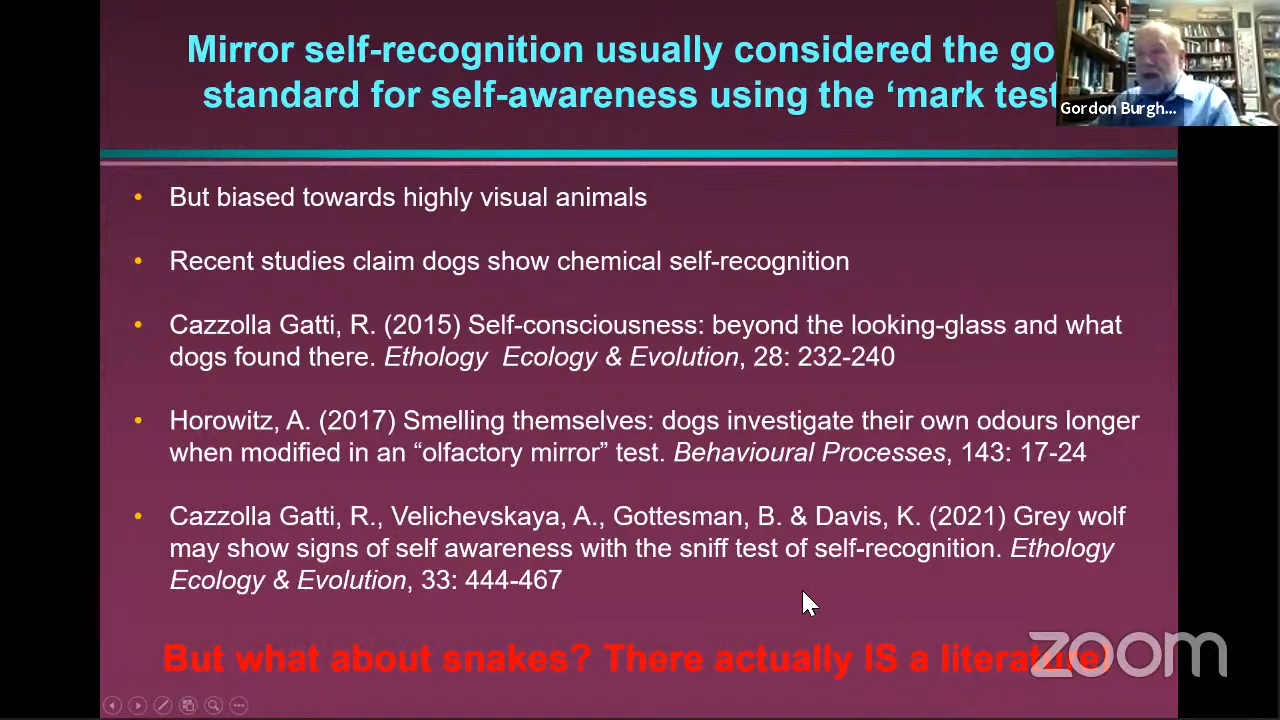 Mirror self-recognition usually considered the go
standard for self-awareness using the ‘mark test
Gordon Burgh...
• But biased towards highly visual animals
• Recent studies claim dogs show chemical self-recognition
• Cazzolla Gatti, R. (2015) Self-consciousness: beyond the looking-glass and what
dogs found there. Ethology Ecology & Evolution, 28: 232-240
• Horowitz, A. (2017) Smelling themselves: dogs investigate their own odours longer
when modified in an “olfactory mirror” test. Behavioural Processes, 143: 17-24
• Cazzolla Gatti, R., Velichevskaya, A., Gottesman, B. & Davis, K. (2021) Grey wolf
may show signs of self awareness with the sniff test of self-recognition. Ethology
Ecology & Evolution, 33: 444-467
But what about snakes? There actually IS a literature!
zoom